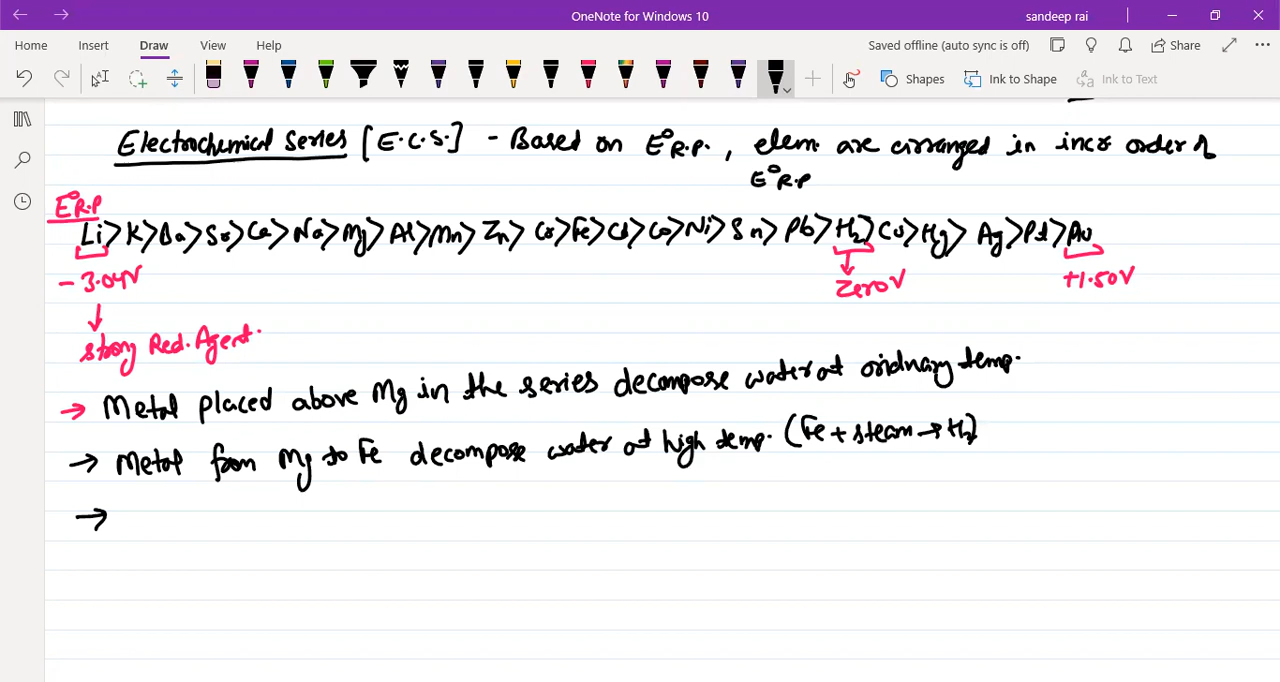 OneNote for Windows 10
sandeep rai
Home Insert Draw View Help
Saved offline (auto sync is off)
Share
Shapes Ink to Shape Ink to Text
Electrochemical Series [E.C.S.] - Based on E°R.P., elem. are arranged in incr order of
E°R.P
E°R.P
Li>K>Ba>Sr>Ca>Na>Mg>Al>Mn>Zn>Cr>Fe>Cd>Co>Ni>Sn>Pb>H2>Cu>Hg>Ag>Pt>Au
-3.04V
Zero V
+1.50V
strong Red. Agent.
→ Metal placed above Mg in the series decompose water at ordinary temp.
→ Metal from Mg to Fe decompose water at high temp. (Fe + steam → H2)
→